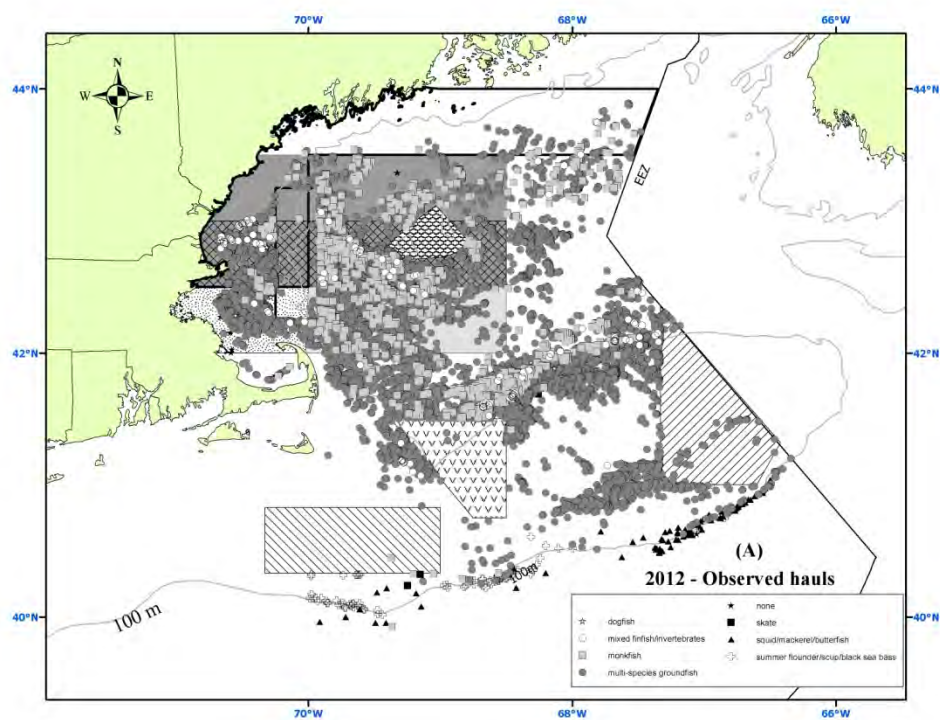 70°W 68°W 66°W
N
W E
S
44°N 44°N
EEZ
42°N 42°N
(A)
2012 - Observed hauls
100m
100 m
40°N 40°N
none
dogfish
skate
mixed finfish/invertebrates
squid/mackerel/butterfish
monkfish
summer flounder/scup/black sea bass
multi-species groundfish
70°W 68°W 66°W